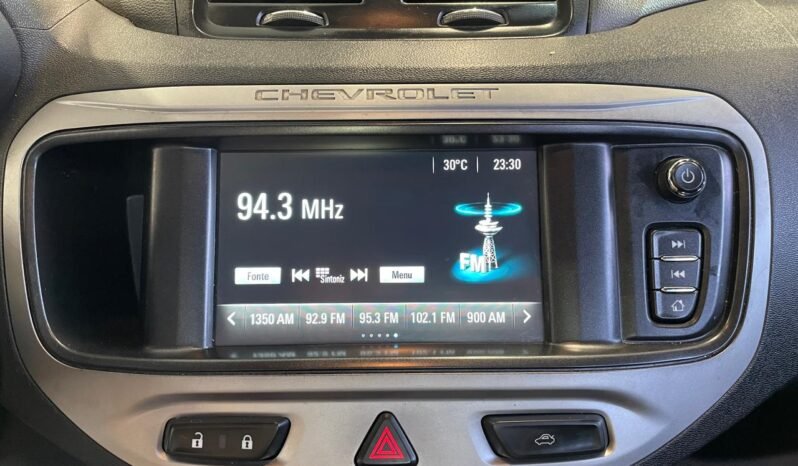 CHEVROLET
30°C 23:30
94.3 MHz
FM
Fonte Sintoniz Menu
1350 AM 92.9 FM 95.3 FM 102.1 FM 900 AM